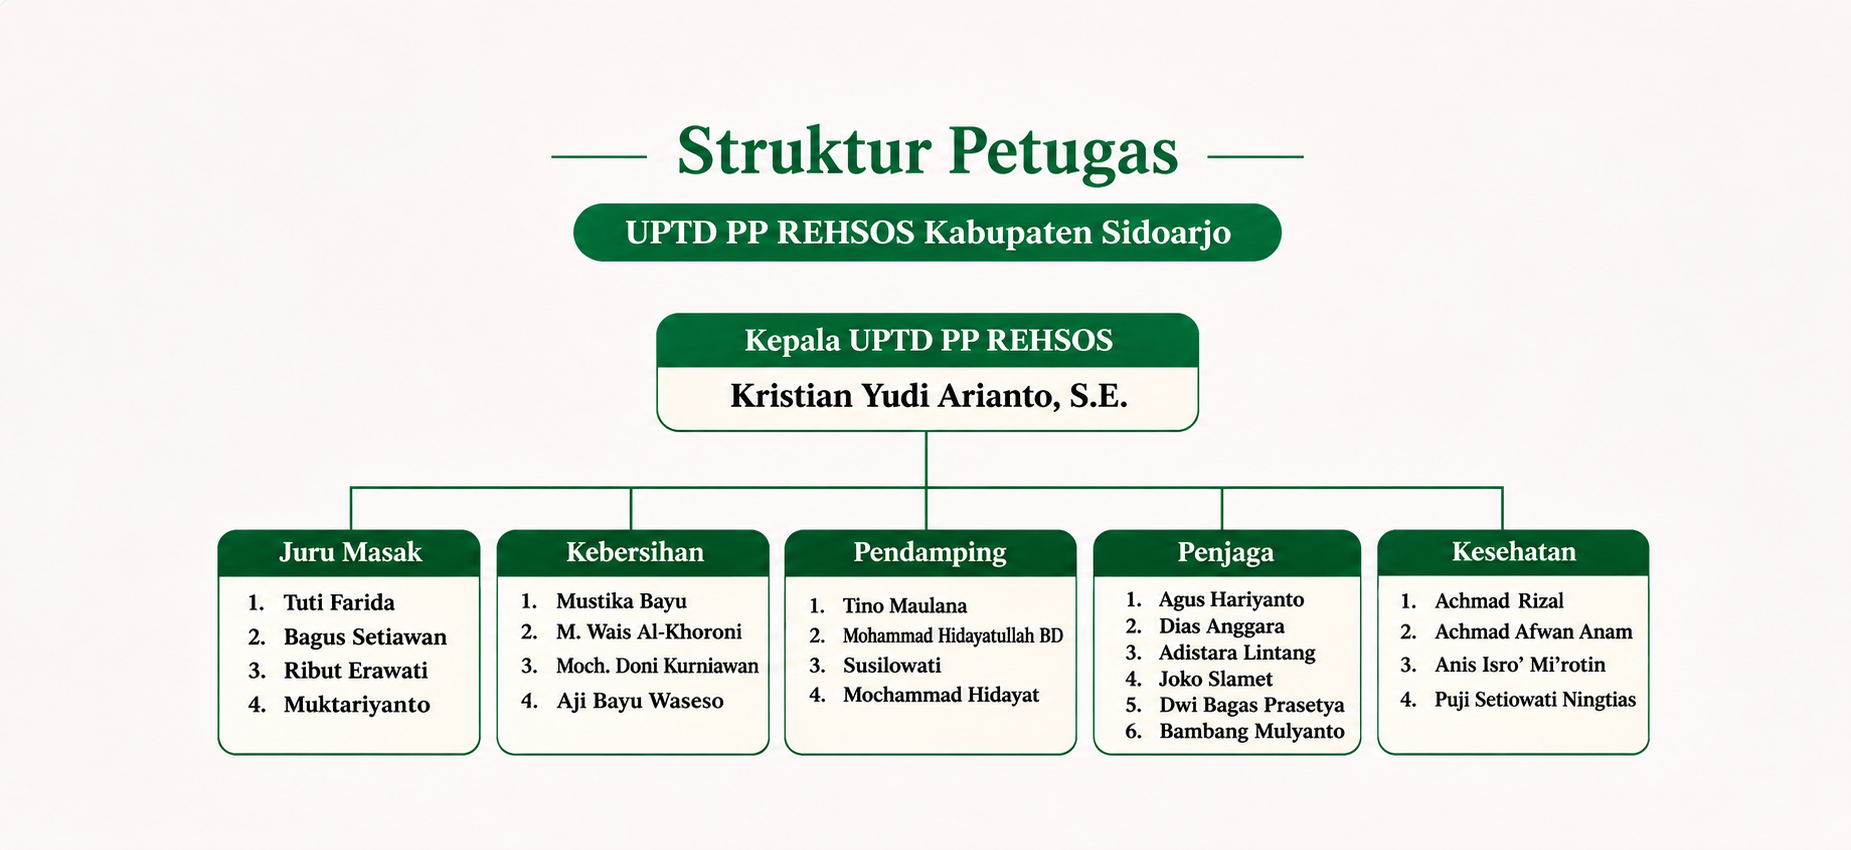 Struktur Petugas
UPTD PP REHSOS Kabupaten Sidoarjo
Kepala UPTD PP REHSOS
Kristian Yudi Arianto, S.E.
Juru Masak
1. Tuti Farida
2. Bagus Setiawan
3. Ribut Erawati
4. Muktariyanto
Kebersihan
1. Mustika Bayu
2. M. Wais Al-Khoroni
3. Moch. Doni Kurniawan
4. Aji Bayu Waseso
Pendamping
1. Tino Maulana
2. Mohammad Hidayatullah BD
3. Susilowati
4. Mochammad Hidayat
Penjaga
1. Agus Hariyanto
2. Dias Anggara
3. Adistara Lintang
4. Joko Slamet
5. Dwi Bagas Prasetya
6. Bambang Mulyanto
Kesehatan
1. Achmad Rizal
2. Achmad Afwan Anam
3. Anis Isro’ Mi’rotin
4. Puji Setiowati Ningtias